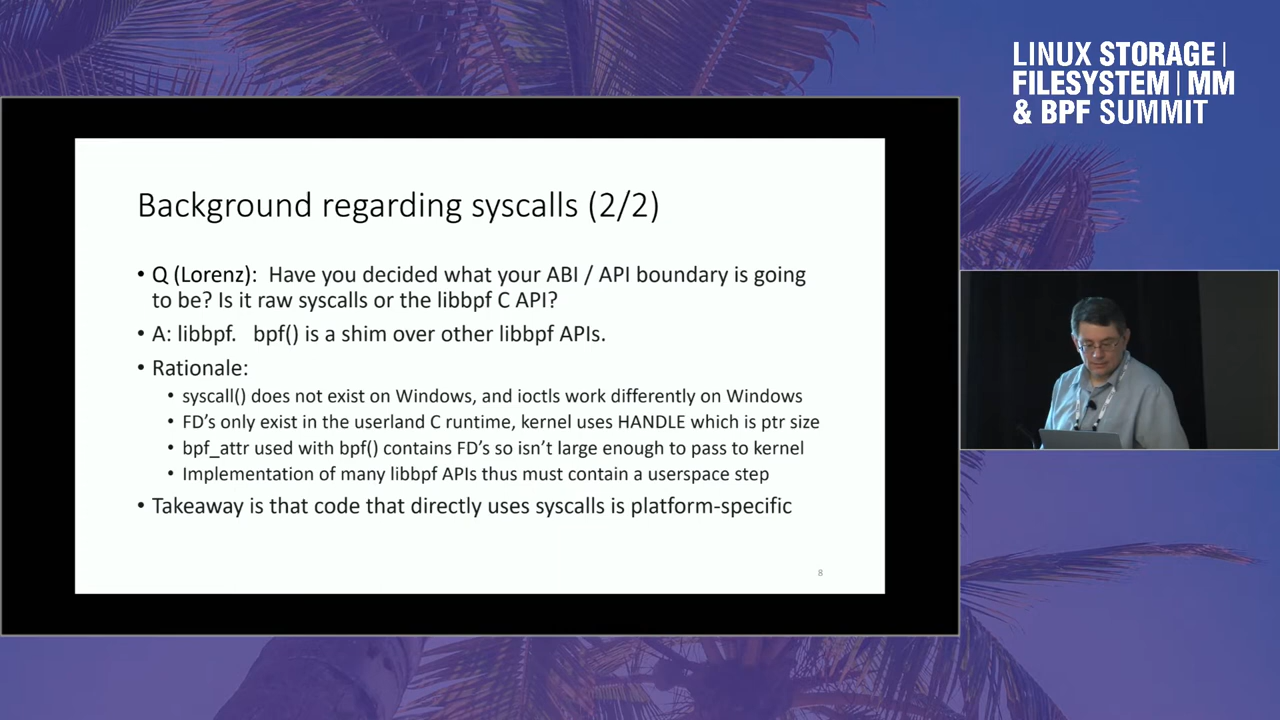 LINUX STORAGE |
FILESYSTEM | MM
& BPF SUMMIT
Background regarding syscalls (2/2)
• Q (Lorenz):  Have you decided what your ABI / API boundary is going
to be? Is it raw syscalls or the libbpf C API?
• A: libbpf.   bpf() is a shim over other libbpf APIs.
• Rationale:
• syscall() does not exist on Windows, and ioctls work differently on Windows
• FD's only exist in the userland C runtime, kernel uses HANDLE which is ptr size
• bpf_attr used with bpf() contains FD's so isn't large enough to pass to kernel
• Implementation of many libbpf APIs thus must contain a userspace step
• Takeaway is that code that directly uses syscalls is platform-specific
8